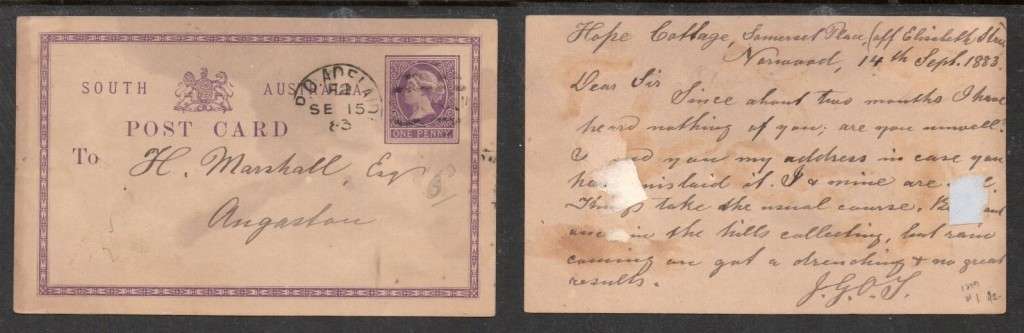 SOUTH AUSTRALIA
G.P.O. ADELAIDE
SE 15
83
POST CARD
ONE PENNY
To H. Marshall, Esq
Angaston
6/
Hope Cottage, Somerset Place, (off Elizabeth Street
Norwood, 14th Sept. 1883.
Dear Sir
Since about two months I have
heard nothing of you; are you unwell?
you my address in case you
mislaid it. I & mine are
Things take the usual course.
in the hills collecting, but rain
coming on got a drenching & no great
results.
J.G.O.T.